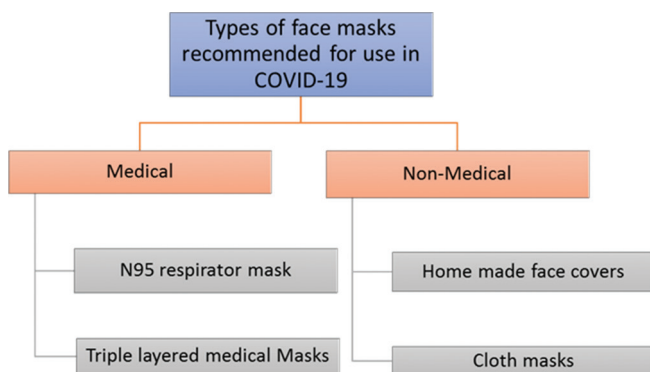 Types of face masks
recommended for use in
COVID-19
Medical
Non-Medical
N95 respirator mask
Home made face covers
Triple layered medical Masks
Cloth masks